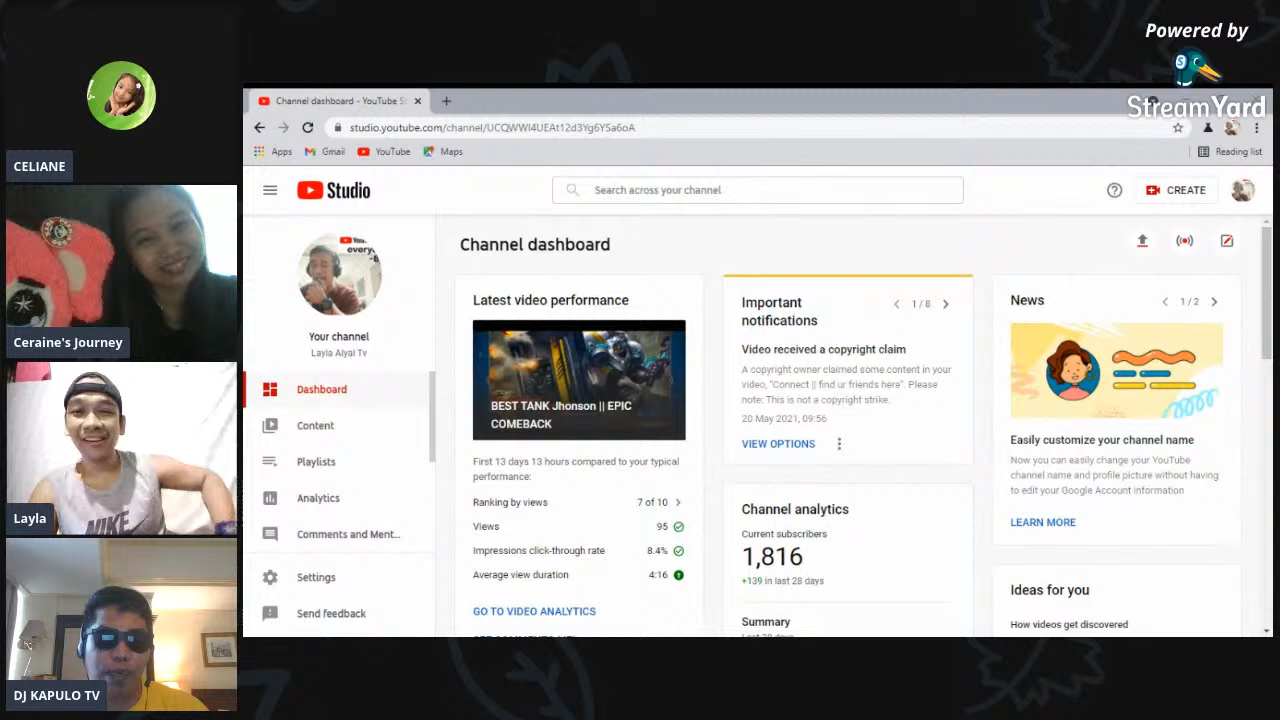 Powered by
StreamYard
CELIANE
Ceraine's Journey
Layla
NIKE
DJ KAPULO TV
Channel dashboard - YouTube S
studio.youtube.com/channel/UCQWWI4UEAt12d3Yg6YSa6oA
Apps
Gmail
YouTube
Maps
Reading list
Studio
Search across your channel
CREATE
every
Your channel
Layla Alyai Tv
Dashboard
Content
Playlists
Analytics
Comments and Ment...
Settings
Send feedback
Channel dashboard
Latest video performance
BEST TANK Jhonson || EPIC
COMEBACK
First 13 days 13 hours compared to your typical
performance:
Ranking by views 7 of 10
Views 95
Impressions click-through rate 8.4%
Average view duration 4:16
GO TO VIDEO ANALYTICS
Important
notifications
1 / 8
Video received a copyright claim
A copyright owner claimed some content in your
video, "Connect || find ur friends here". Please
note: This is not a copyright strike.
20 May 2021, 09:56
VIEW OPTIONS
Channel analytics
Current subscribers
1,816
+139 in last 28 days
Summary
Last 28 days
News
1 / 2
Easily customize your channel name
Now you can easily change your YouTube
channel name and profile picture without having
to edit your Google Account information
LEARN MORE
Ideas for you
How videos get discovered